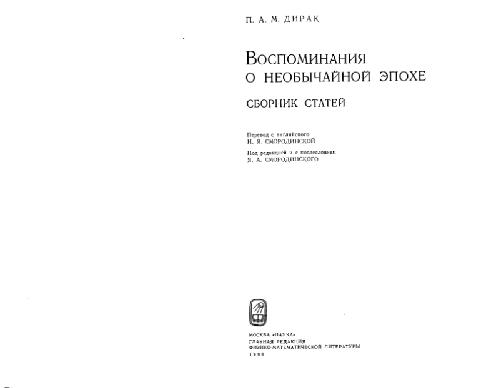 П. А. М. ДИРАК
ВОСПОМИНАНИЯ
О НЕОБЫЧАЙНОЙ ЭПОХЕ
СБОРНИК СТАТЕЙ
Перевод с английского
Н. Я. СМОРОДИНСКОЙ
Под редакцией и с послесловием
Я. А. СМОРОДИНСКОГО
МОСКВА «НАУКА»
ГЛАВНАЯ РЕДАКЦИЯ
ФИЗИКО-МАТЕМАТИЧЕСКОЙ ЛИТЕРАТУРЫ